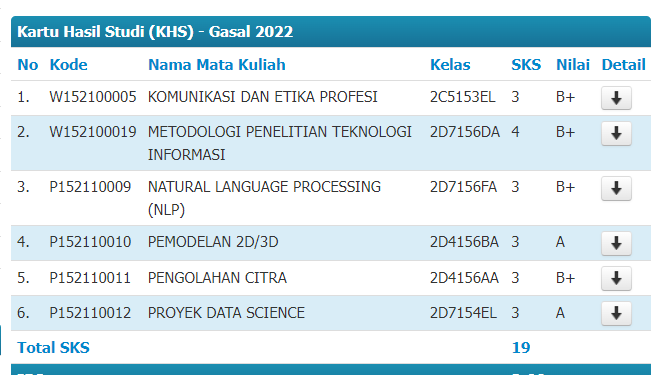 Kartu Hasil Studi (KHS) - Gasal 2022
No Kode Nama Mata Kuliah Kelas SKS Nilai Detail
1. W152100005 KOMUNIKASI DAN ETIKA PROFESI 2C5153EL 3 B+
2. W152100019 METODOLOGI PENELITIAN TEKNOLOGI 2D7156DA 4 B+
INFORMASI
3. P152110009 NATURAL LANGUAGE PROCESSING 2D7156FA 3 B+
(NLP)
4. P152110010 PEMODELAN 2D/3D 2D4156BA 3 A
5. P152110011 PENGOLAHAN CITRA 2D4156AA 3 B+
6. P152110012 PROYEK DATA SCIENCE 2D7154EL 3 A
Total SKS 19